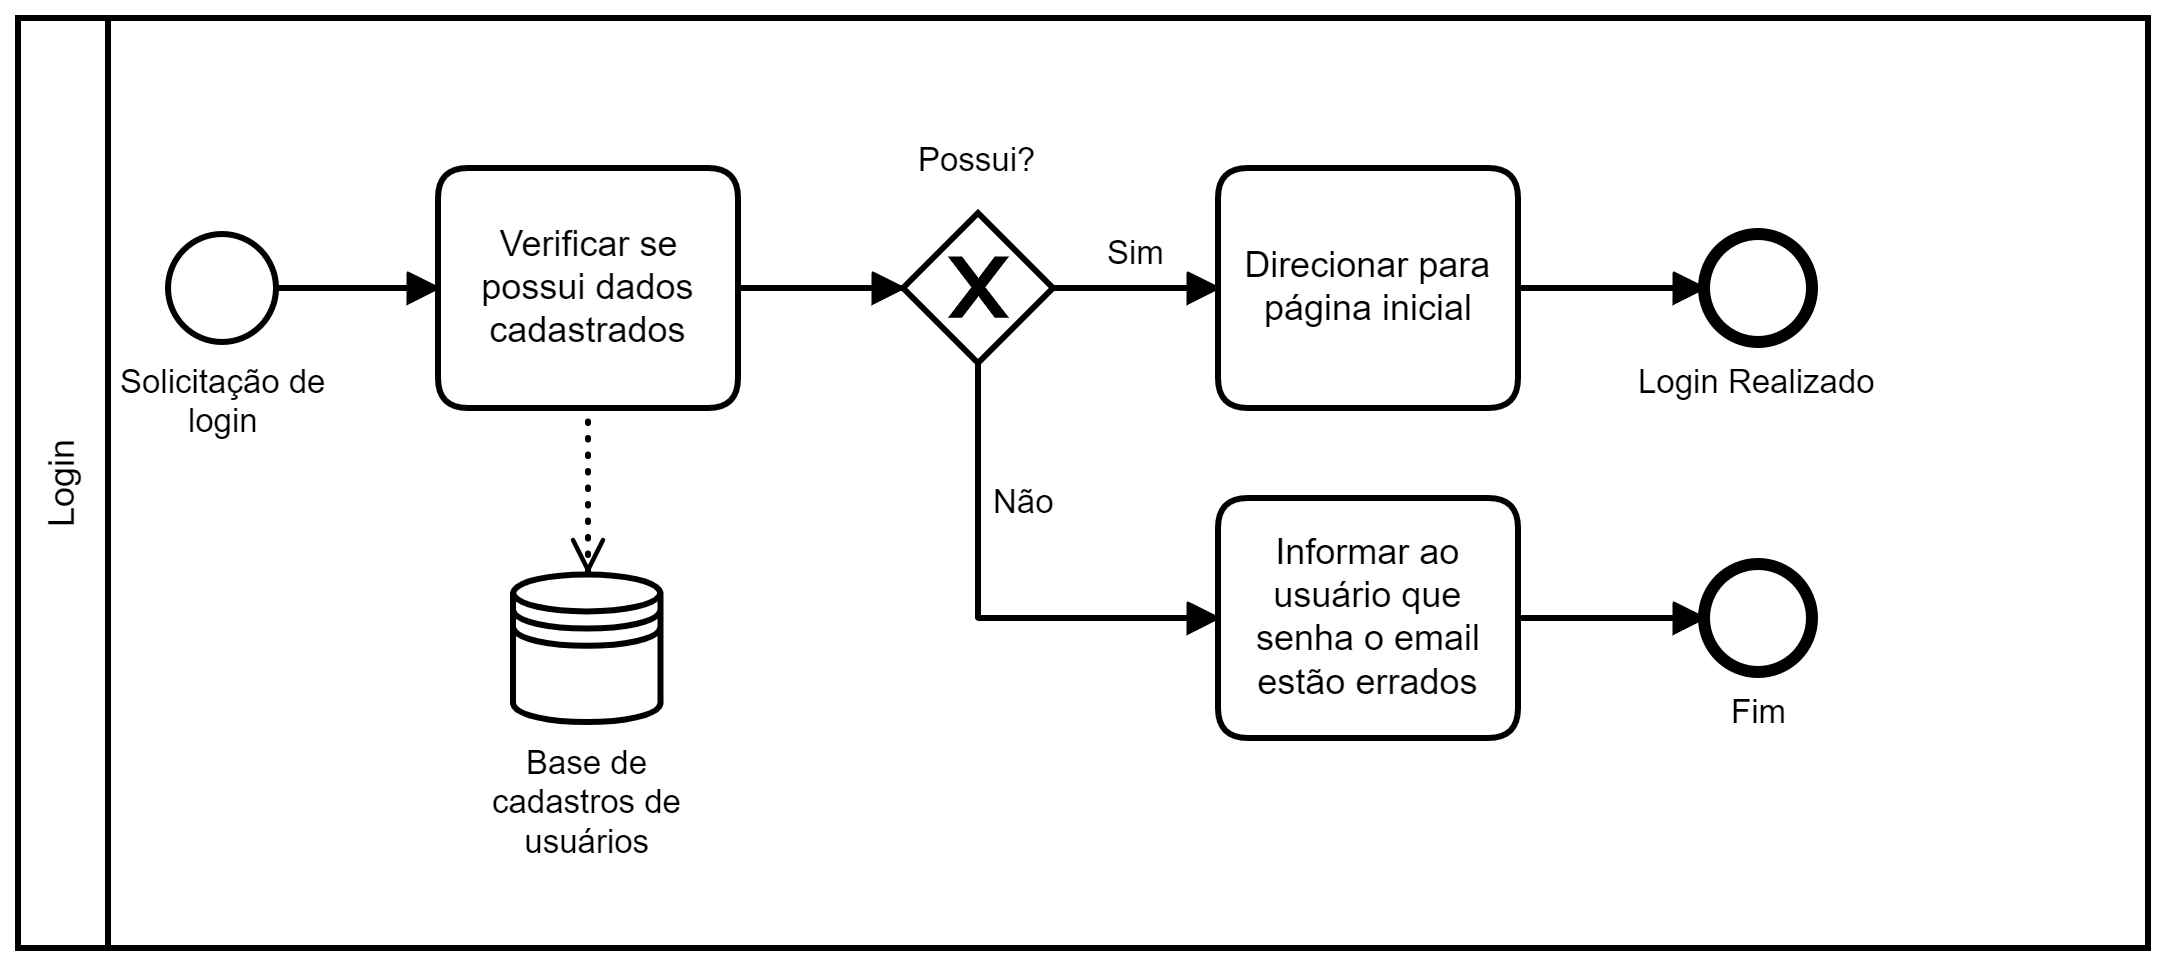 Login
Solicitação de
login
Verificar se
possui dados
cadastrados
Base de
cadastros de
usuários
Possui?
X
Sim
Não
Direcionar para
página inicial
Login Realizado
Informar ao
usuário que
senha o email
estão errados
Fim